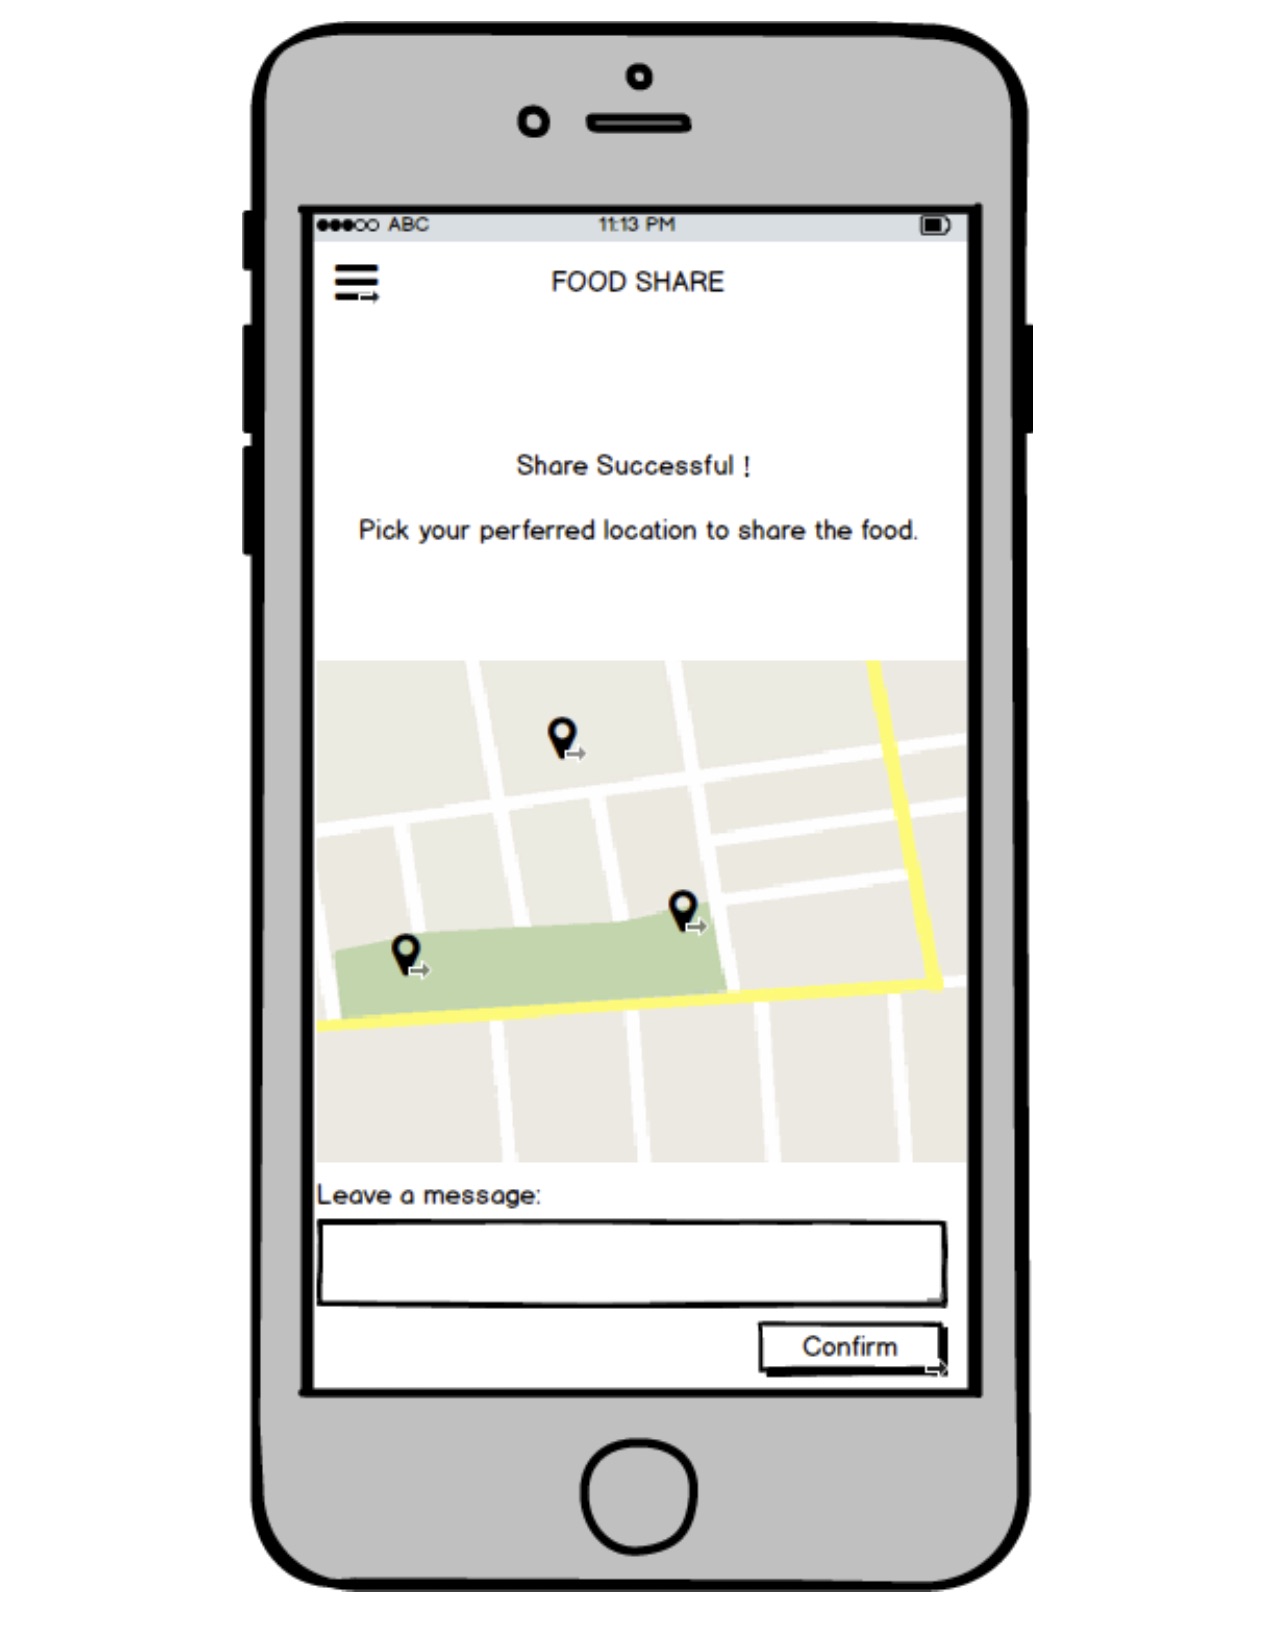 ABC 11:13 PM
FOOD SHARE
Share Successful !
Pick your perferred location to share the food.
Leave a message:
Confirm